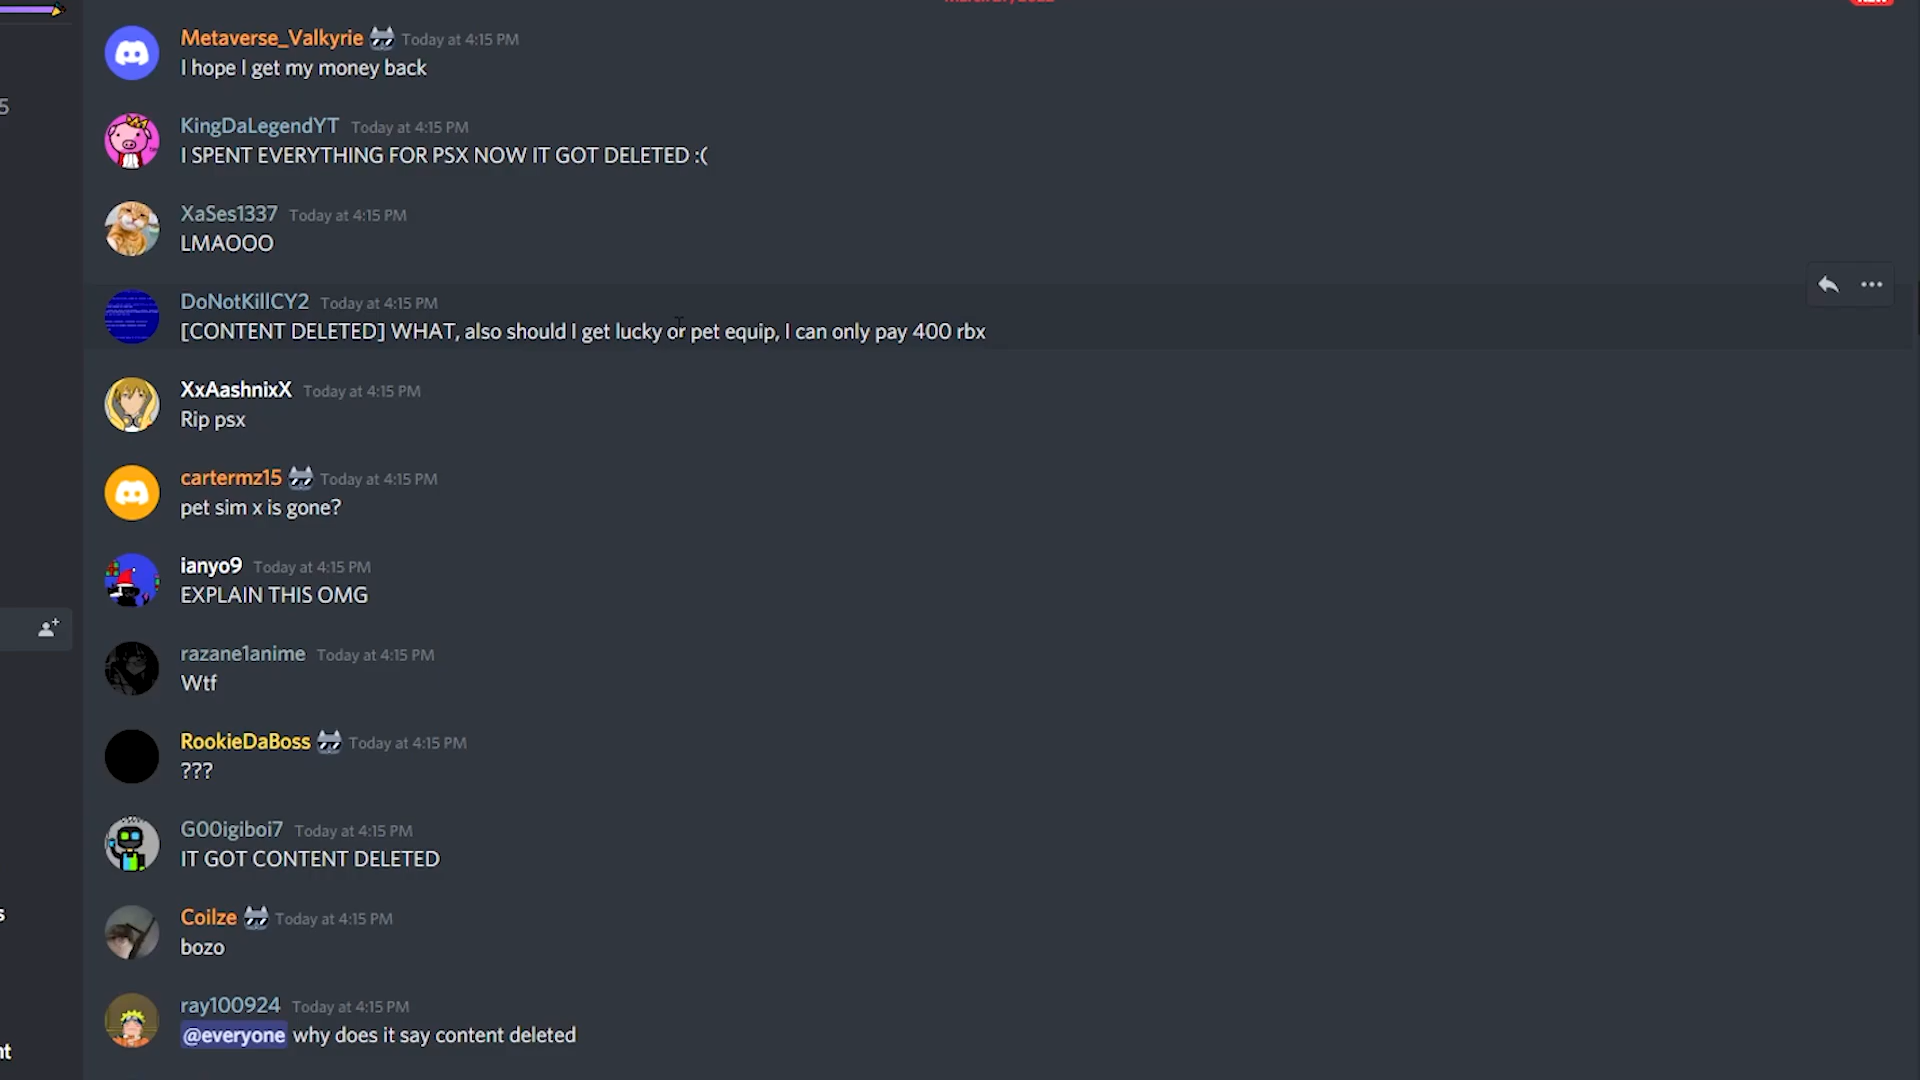 Metaverse_Valkyrie Today at 4:15 PM
I hope I get my money back
5
KingDaLegendYT Today at 4:15 PM
I SPENT EVERYTHING FOR PSX NOW IT GOT DELETED :(
XaSes1337 Today at 4:15 PM
LMAOOO
DoNotKillCY2 Today at 4:15 PM
[CONTENT DELETED] WHAT, also should I get lucky or pet equip, I can only pay 400 rbx
XxAashnixX Today at 4:15 PM
Rip psx
cartermz15 Today at 4:15 PM
pet sim x is gone?
ianyo9 Today at 4:15 PM
EXPLAIN THIS OMG
razane1anime Today at 4:15 PM
Wtf
RookieDaBoss Today at 4:15 PM
???
G00igiboi7 Today at 4:15 PM
IT GOT CONTENT DELETED
Coilze Today at 4:15 PM
s
bozo
ray100924 Today at 4:15 PM
@everyone why does it say content deleted
nt